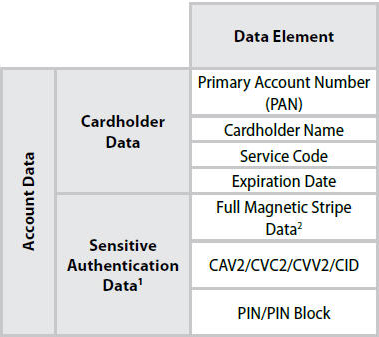 Data Element
Account Data
Cardholder
Data
Primary Account Number
(PAN)
Cardholder Name
Service Code
Expiration Date
Sensitive
Authentication
Data¹
Full Magnetic Stripe
Data²
CAV2/CVC2/CVV2/CID
PIN/PIN Block